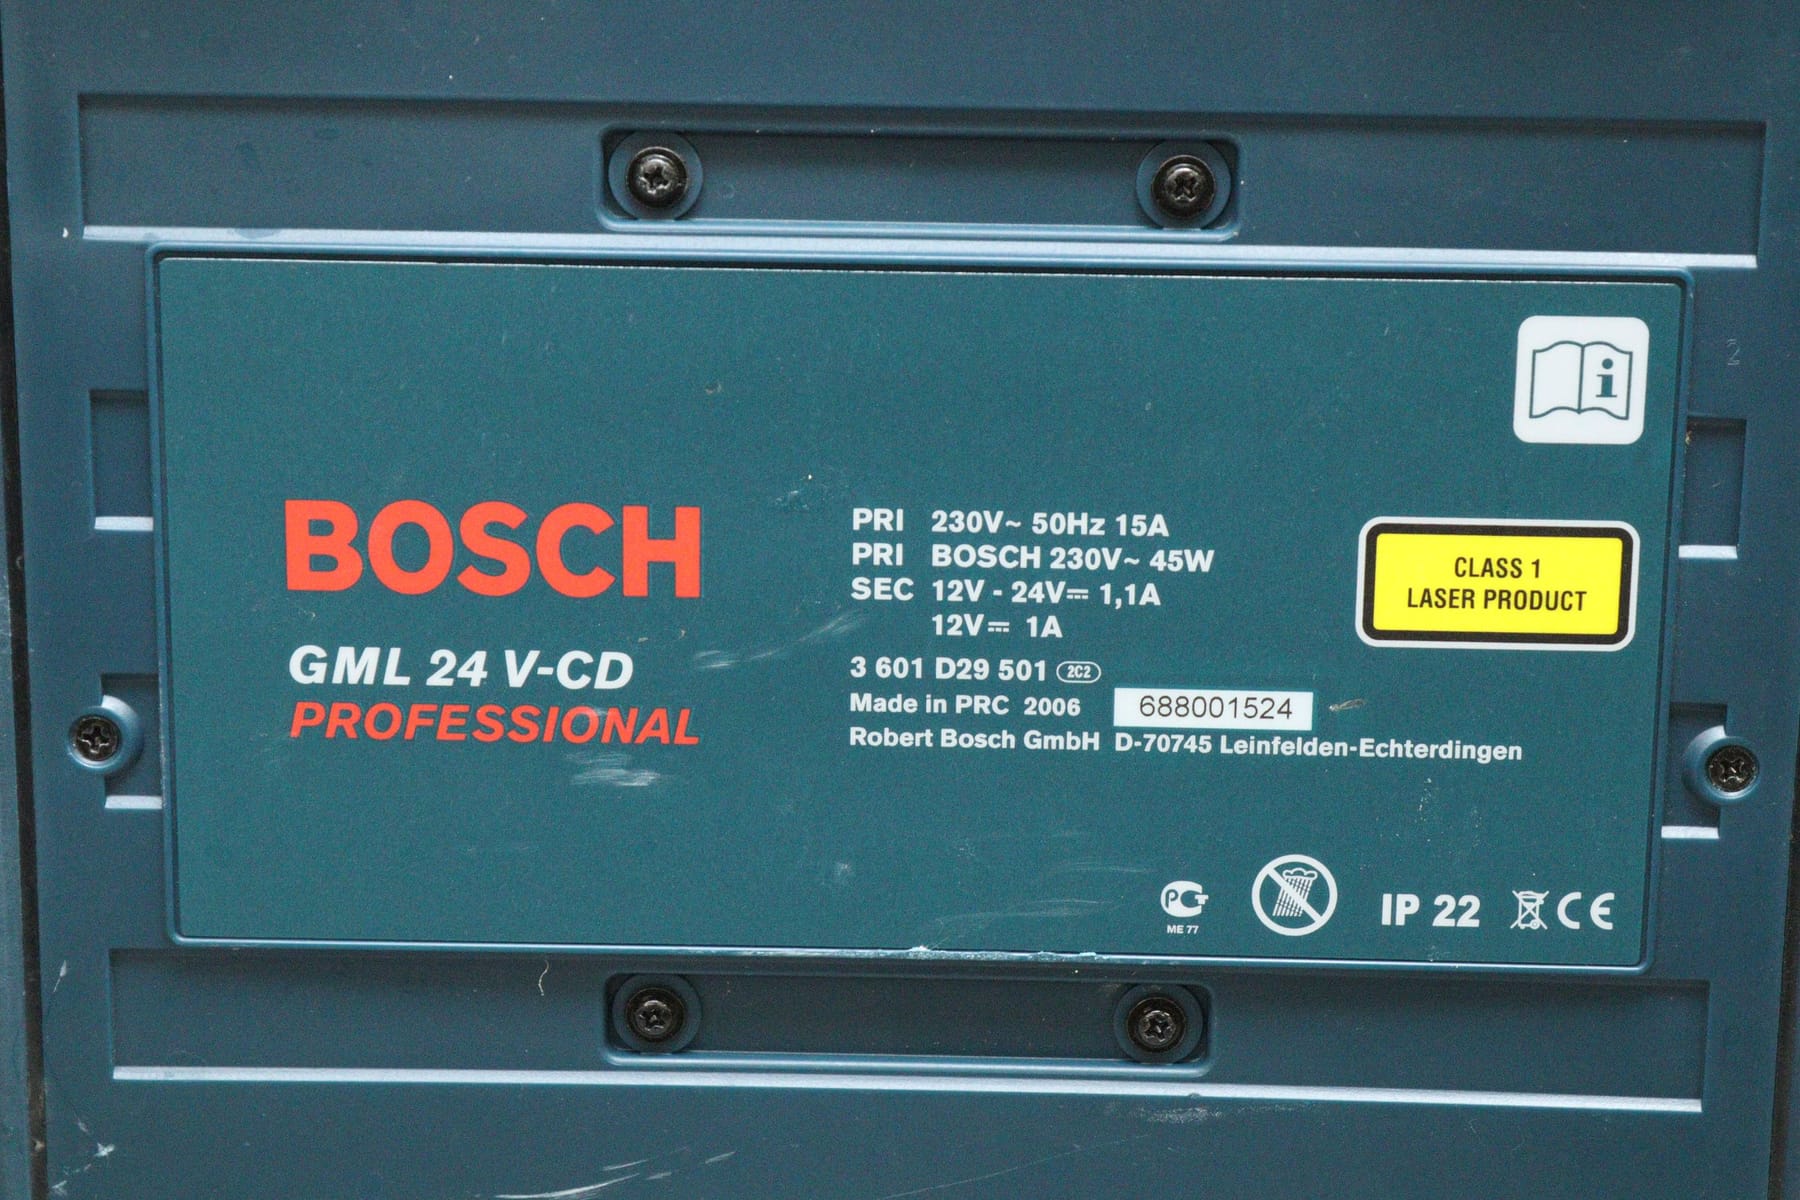 BOSCH
GML 24 V-CD
PROFESSIONAL
PRI 230V~ 50Hz 15A
PRI BOSCH 230V~ 45W
SEC 12V - 24V⎓ 1,1A
12V⎓ 1A
3 601 D29 501 2C2
Made in PRC 2006 688001524
Robert Bosch GmbH D-70745 Leinfelden-Echterdingen
i
CLASS 1
LASER PRODUCT
2
РСТ
ME 77
IP 22
CE